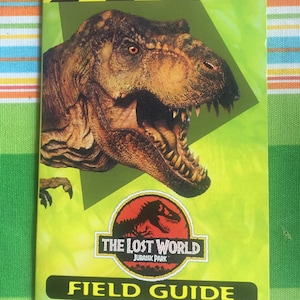 THE LOST WORLD
JURASSIC PARK
FIELD GUIDE